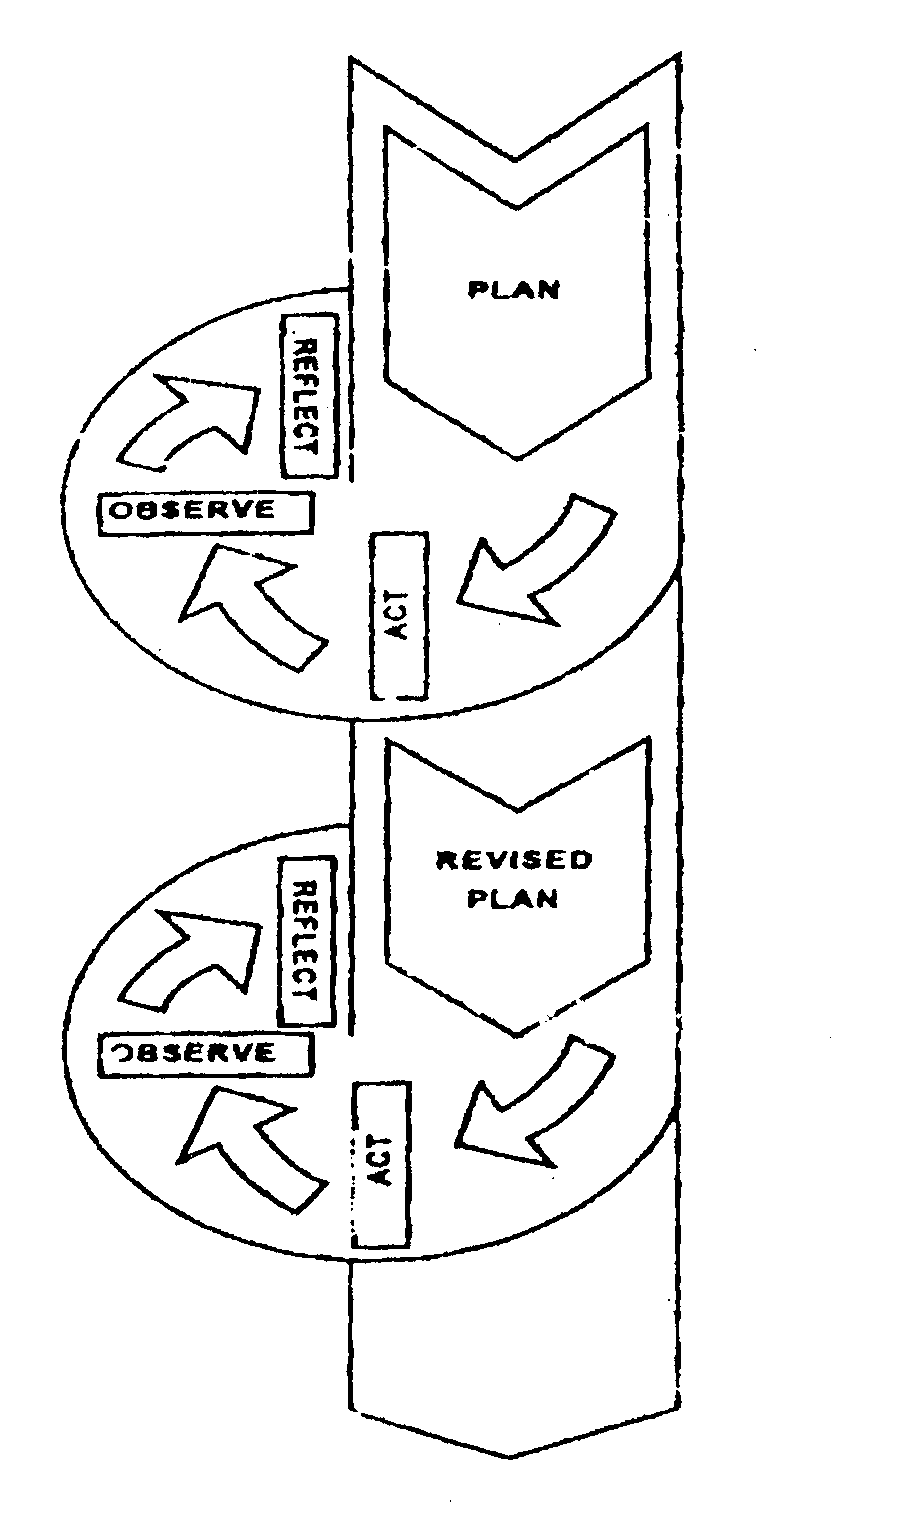 PLAN
REFLECT
OBSERVE
ACT
REVISED
PLAN
REFLECT
OBSERVE
ACT